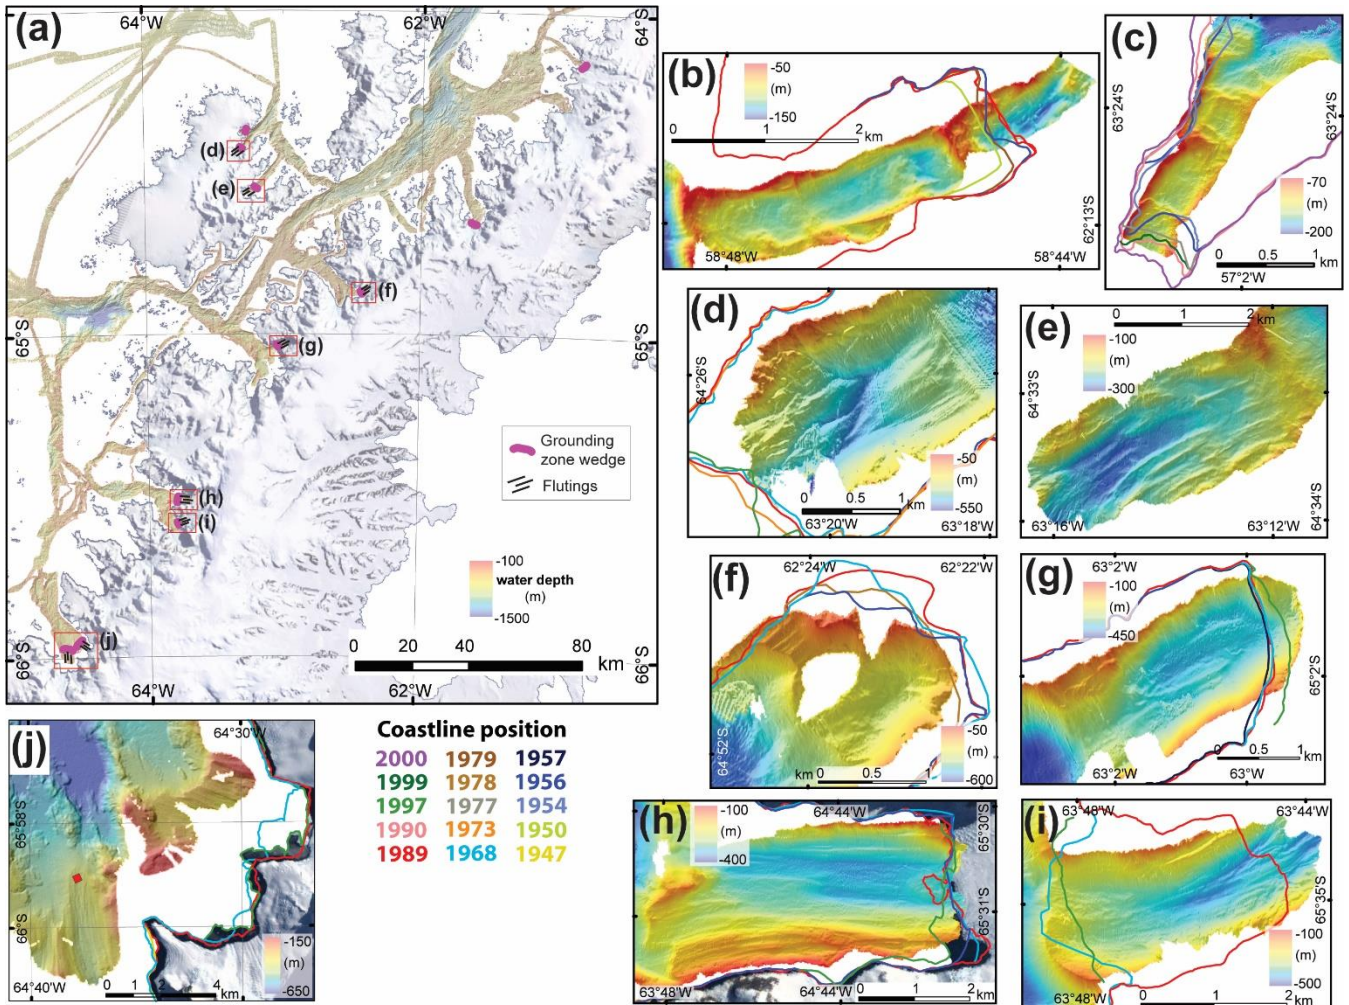 (a)
64°W
62°W
64°S
(d)
(e)
(f)
65°S
(g)
Grounding
zone wedge
Flutings
(h)
(i)
-100
water depth
(m)
-1500
(j)
0 20 40 80
km
64°W
62°W
66°S
(b)
-50
(m)
-150
0 1 2
km
63°24'S
62°13'S
58°48'W
58°44'W
(c)
63°24'S
-70
(m)
-200
0 0.5 1
km
57°2'W
(d)
64°26'S
-50
(m)
-550
0 0.5 1
km
63°20'W
63°18'W
(e)
0 1 2
km
-100
(m)
-300
64°33'S
64°34'S
63°16'W
63°12'W
(f)
62°24'W
62°22'W
64°52'S
-50
(m)
-600
km
0 0.5 1
(g)
63°2'W
-100
(m)
-450
65°2'S
0 0.5 1
km
63°2'W
63°W
(j)
64°30'W
65°58'S
66°S
-150
(m)
-650
64°40'W
0 2 4
km
Coastline position
2000 1979 1957
1999 1978 1956
1997 1977 1954
1990 1973 1950
1989 1968 1947
(h)
-100
(m)
-400
64°44'W
65°30'S
65°31'S
0 1 2
km
63°48'W
64°44'W
(i)
63°48'W
63°44'W
65°35'S
-100
(m)
-500
0 1 2
km
63°48'W